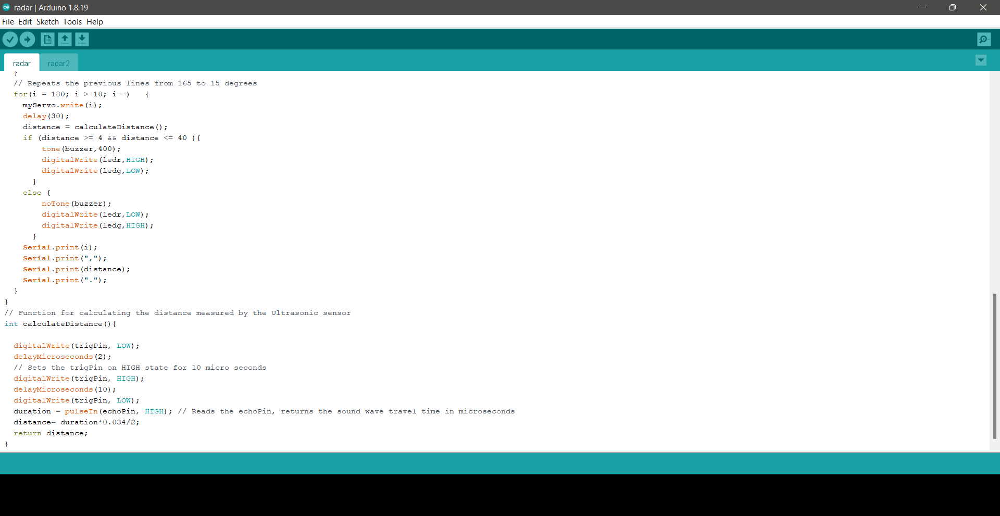 radar | Arduino 1.8.19
File Edit Sketch Tools Help
radar radar2
}
// Repeats the previous lines from 165 to 15 degrees
for(i = 180; i > 10; i--) {
myServo.write(i);
delay(30);
distance = calculateDistance();
if (distance >= 4 && distance <= 40 ){
tone(buzzer,400);
digitalWrite(ledr,HIGH);
digitalWrite(ledg,LOW);
}
else {
noTone(buzzer);
digitalWrite(ledr,LOW);
digitalWrite(ledg,HIGH);
}
Serial.print(i);
Serial.print(",");
Serial.print(distance);
Serial.print(".");
}
}
// Function for calculating the distance measured by the Ultrasonic sensor
int calculateDistance(){
digitalWrite(trigPin, LOW);
delayMicroseconds(2);
// Sets the trigPin on HIGH state for 10 micro seconds
digitalWrite(trigPin, HIGH);
delayMicroseconds(10);
digitalWrite(trigPin, LOW);
duration = pulseIn(echoPin, HIGH); // Reads the echoPin, returns the sound wave travel time in microseconds
distance= duration*0.034/2;
return distance;
}